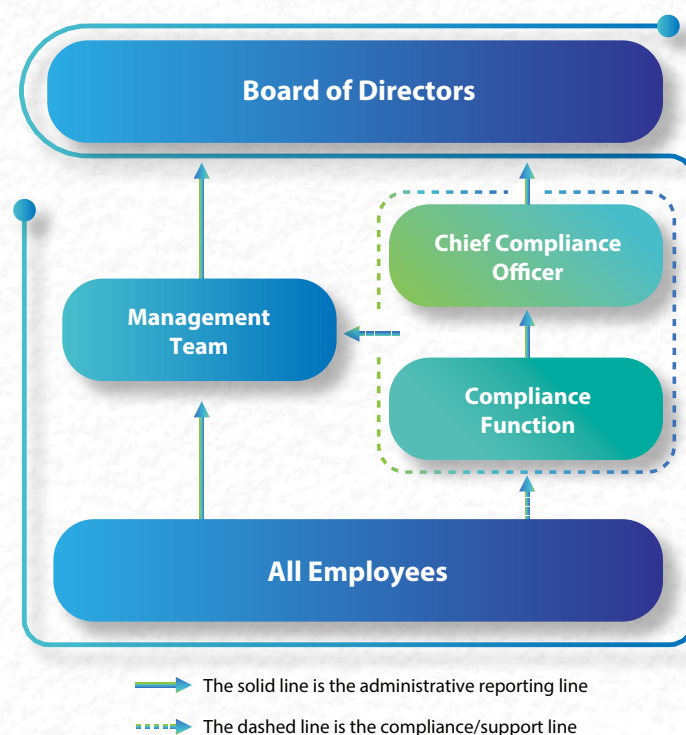 Board of Directors
Chief Compliance
Officer
Management
Team
Compliance
Function
All Employees
The solid line is the administrative reporting line
The dashed line is the compliance/support line